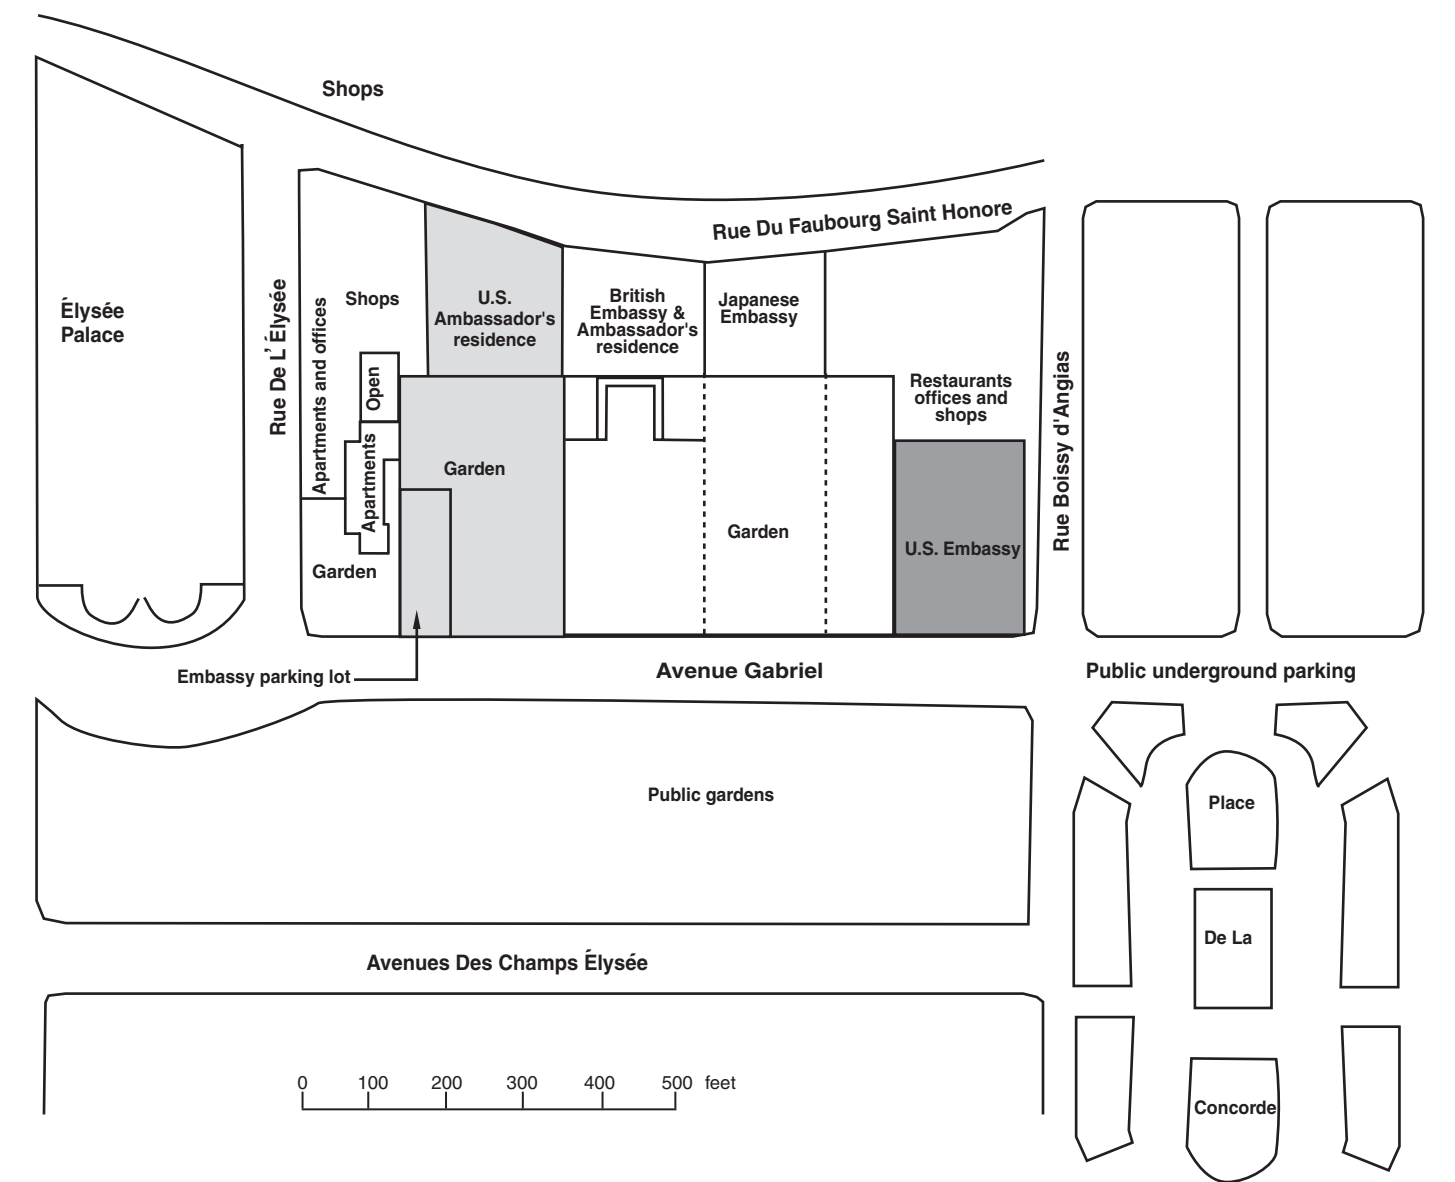 Shops
Rue Du Faubourg Saint Honore
Élysée
Palace
Rue De L' Élysée
Apartments and offices
Shops
Open
Apartments
Garden
U.S.
Ambassador's
residence
Garden
British
Embassy &
Ambassador's
residence
Japanese
Embassy
Garden
Restaurants
offices and
shops
U.S. Embassy
Rue Boissy d'Angias
Embassy parking lot
Avenue Gabriel
Public underground parking
Public gardens
Place
De La
Concorde
Avenues Des Champs Élysée
0 100 200 300 400 500 feet